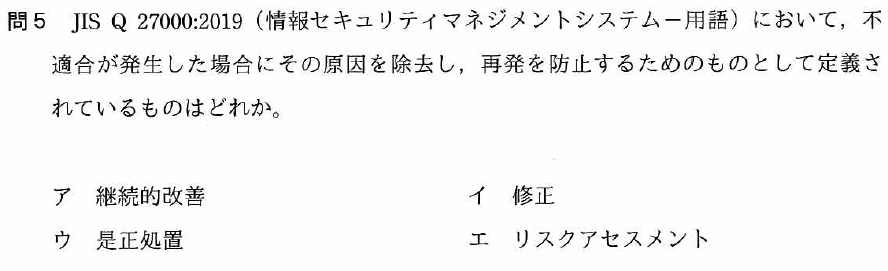 問5 JIS Q 27000:2019（情報セキュリティマネジメントシステム－用語）において，不
適合が発生した場合にその原因を除去し，再発を防止するためのものとして定義さ
れているものはどれか。
ア 継続的改善 イ 修正
ウ 是正処置 エ リスクアセスメント